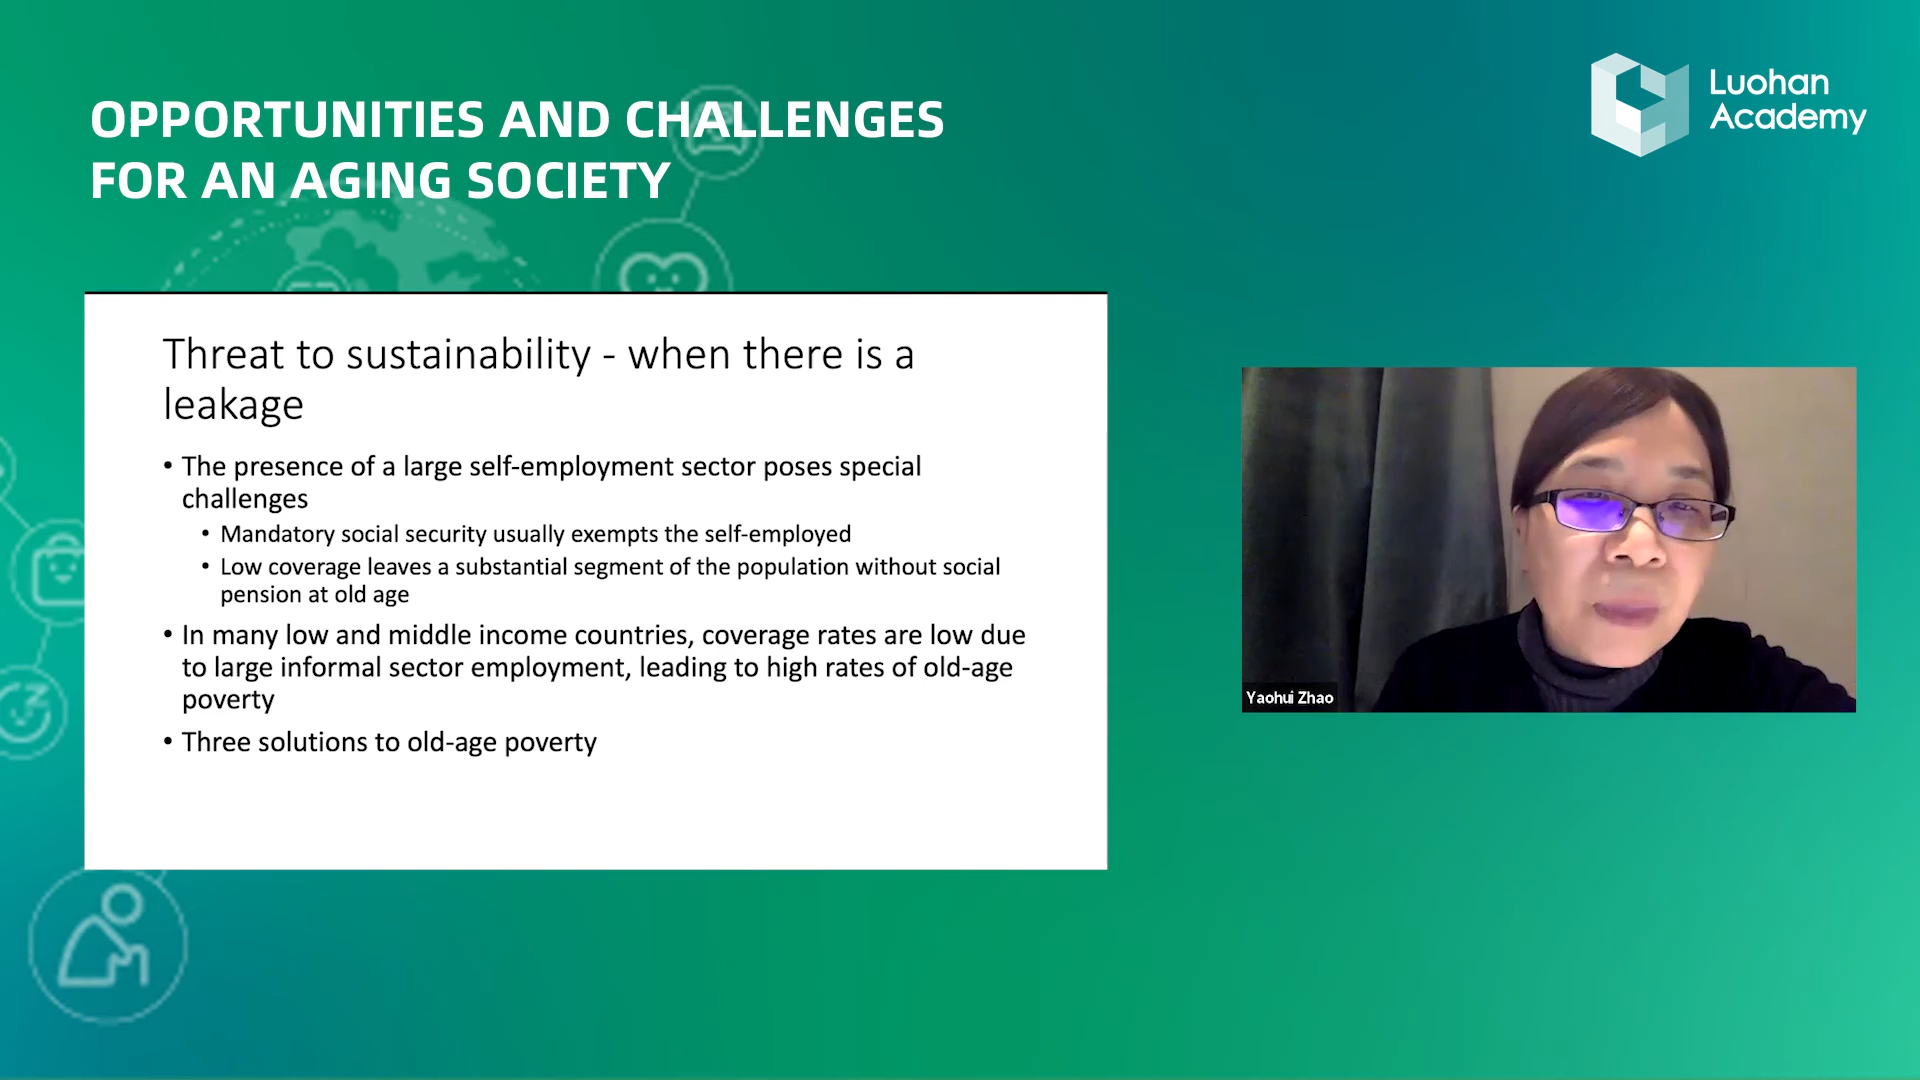 OPPORTUNITIES AND CHALLENGES
FOR AN AGING SOCIETY
Luohan
Academy
Threat to sustainability - when there is a
leakage
• The presence of a large self-employment sector poses special
challenges
• Mandatory social security usually exempts the self-employed
• Low coverage leaves a substantial segment of the population without social
pension at old age
• In many low and middle income countries, coverage rates are low due
to large informal sector employment, leading to high rates of old-age
poverty
• Three solutions to old-age poverty
Yaohui Zhao